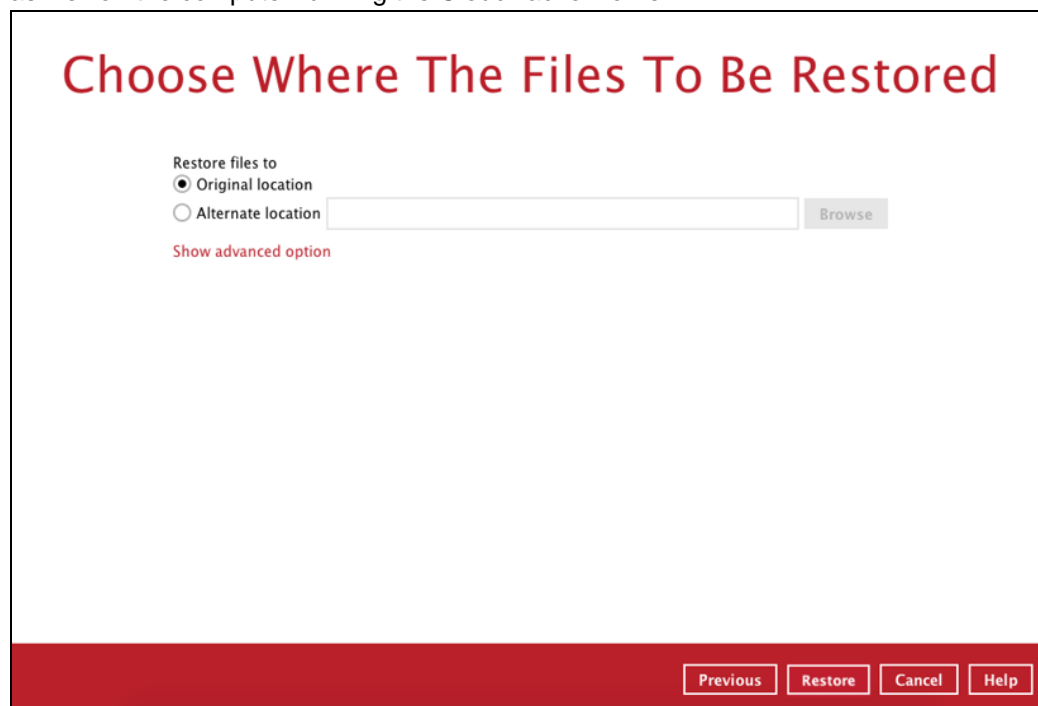 Choose Where The Files To Be Restored
Restore files to
Original location
Alternate location Browse
Show advanced option
Previous Restore Cancel Help